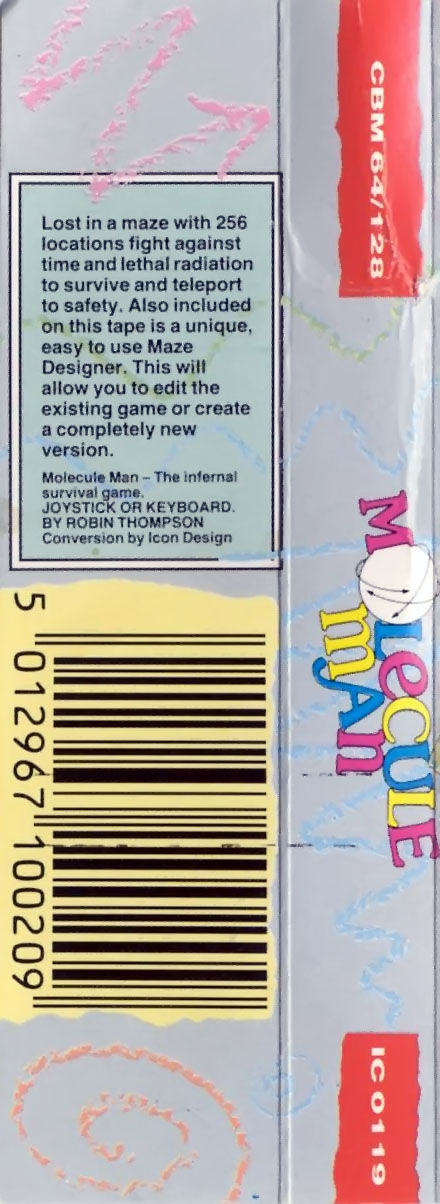 Lost in a maze with 256
locations fight against
time and lethal radiation
to survive and teleport
to safety. Also included
on this tape is a unique,
easy to use Maze
Designer. This will
allow you to edit the
existing game or create
a completely new
version.
Molecule Man – The infernal
survival game.
JOYSTICK OR KEYBOARD.
BY ROBIN THOMPSON
Conversion by Icon Design
5 012967 100209
CBM 64/128
MOLeCULE
mAn
IC 0119